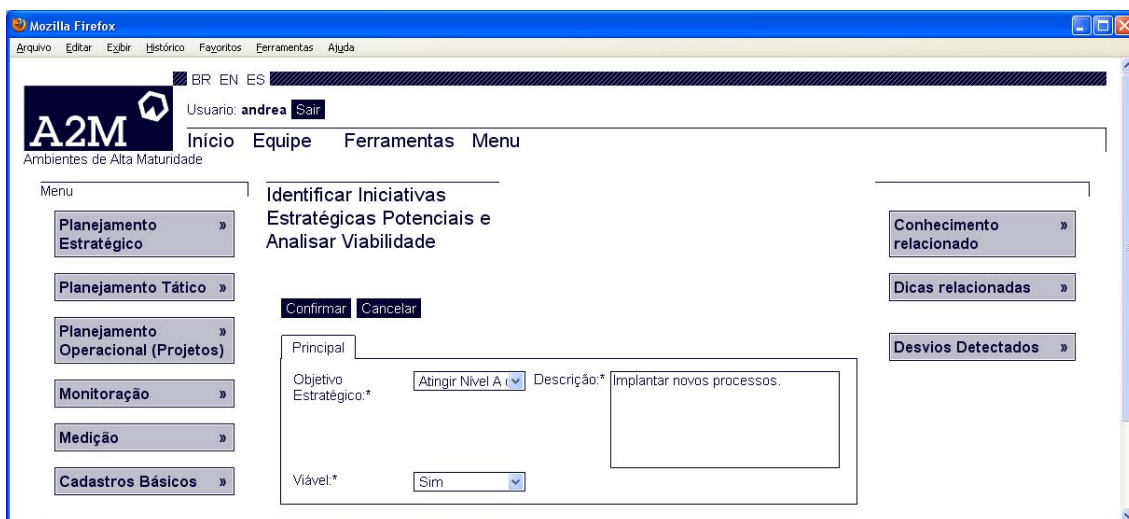 Mozilla Firefox
Arquivo Editar Exibir Histórico Favoritos Ferramentas Ajuda
BR EN ES
Usuario: andrea Sair
A2M
Início Equipe Ferramentas Menu
Ambientes de Alta Maturidade
Menu
Planejamento »
Estratégico
Planejamento Tático »
Planejamento »
Operacional (Projetos)
Monitoração »
Medição »
Cadastros Básicos »
Identificar Iniciativas
Estratégicas Potenciais e
Analisar Viabilidade
Confirmar Cancelar
Principal
Objetivo
Estratégico:*
Atingir Nível A
Descrição:*
Implantar novos processos.
Viável:*
Sim
Conhecimento »
relacionado
Dicas relacionadas »
Desvios Detectados »